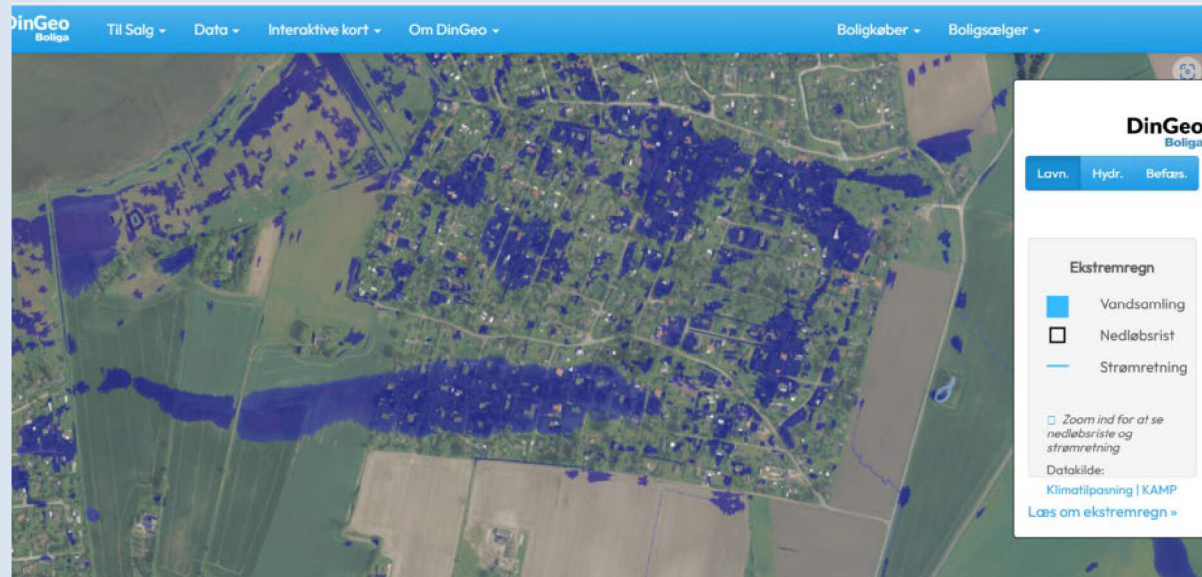 DinGeo
Boliga
Til Salg
Data
Interaktive kort
Om DinGeo
Boligkøber
Boligsælger
DinGeo
Boliga
Lavn.
Hydr.
Befæs.
Ekstremregn
Vandsamling
Nedløbsrist
Strømretning
Zoom ind for at se
nedløbsriste og
strømretning
Datakilde:
Klimatilpasning | KAMP
Læs om ekstremregn »